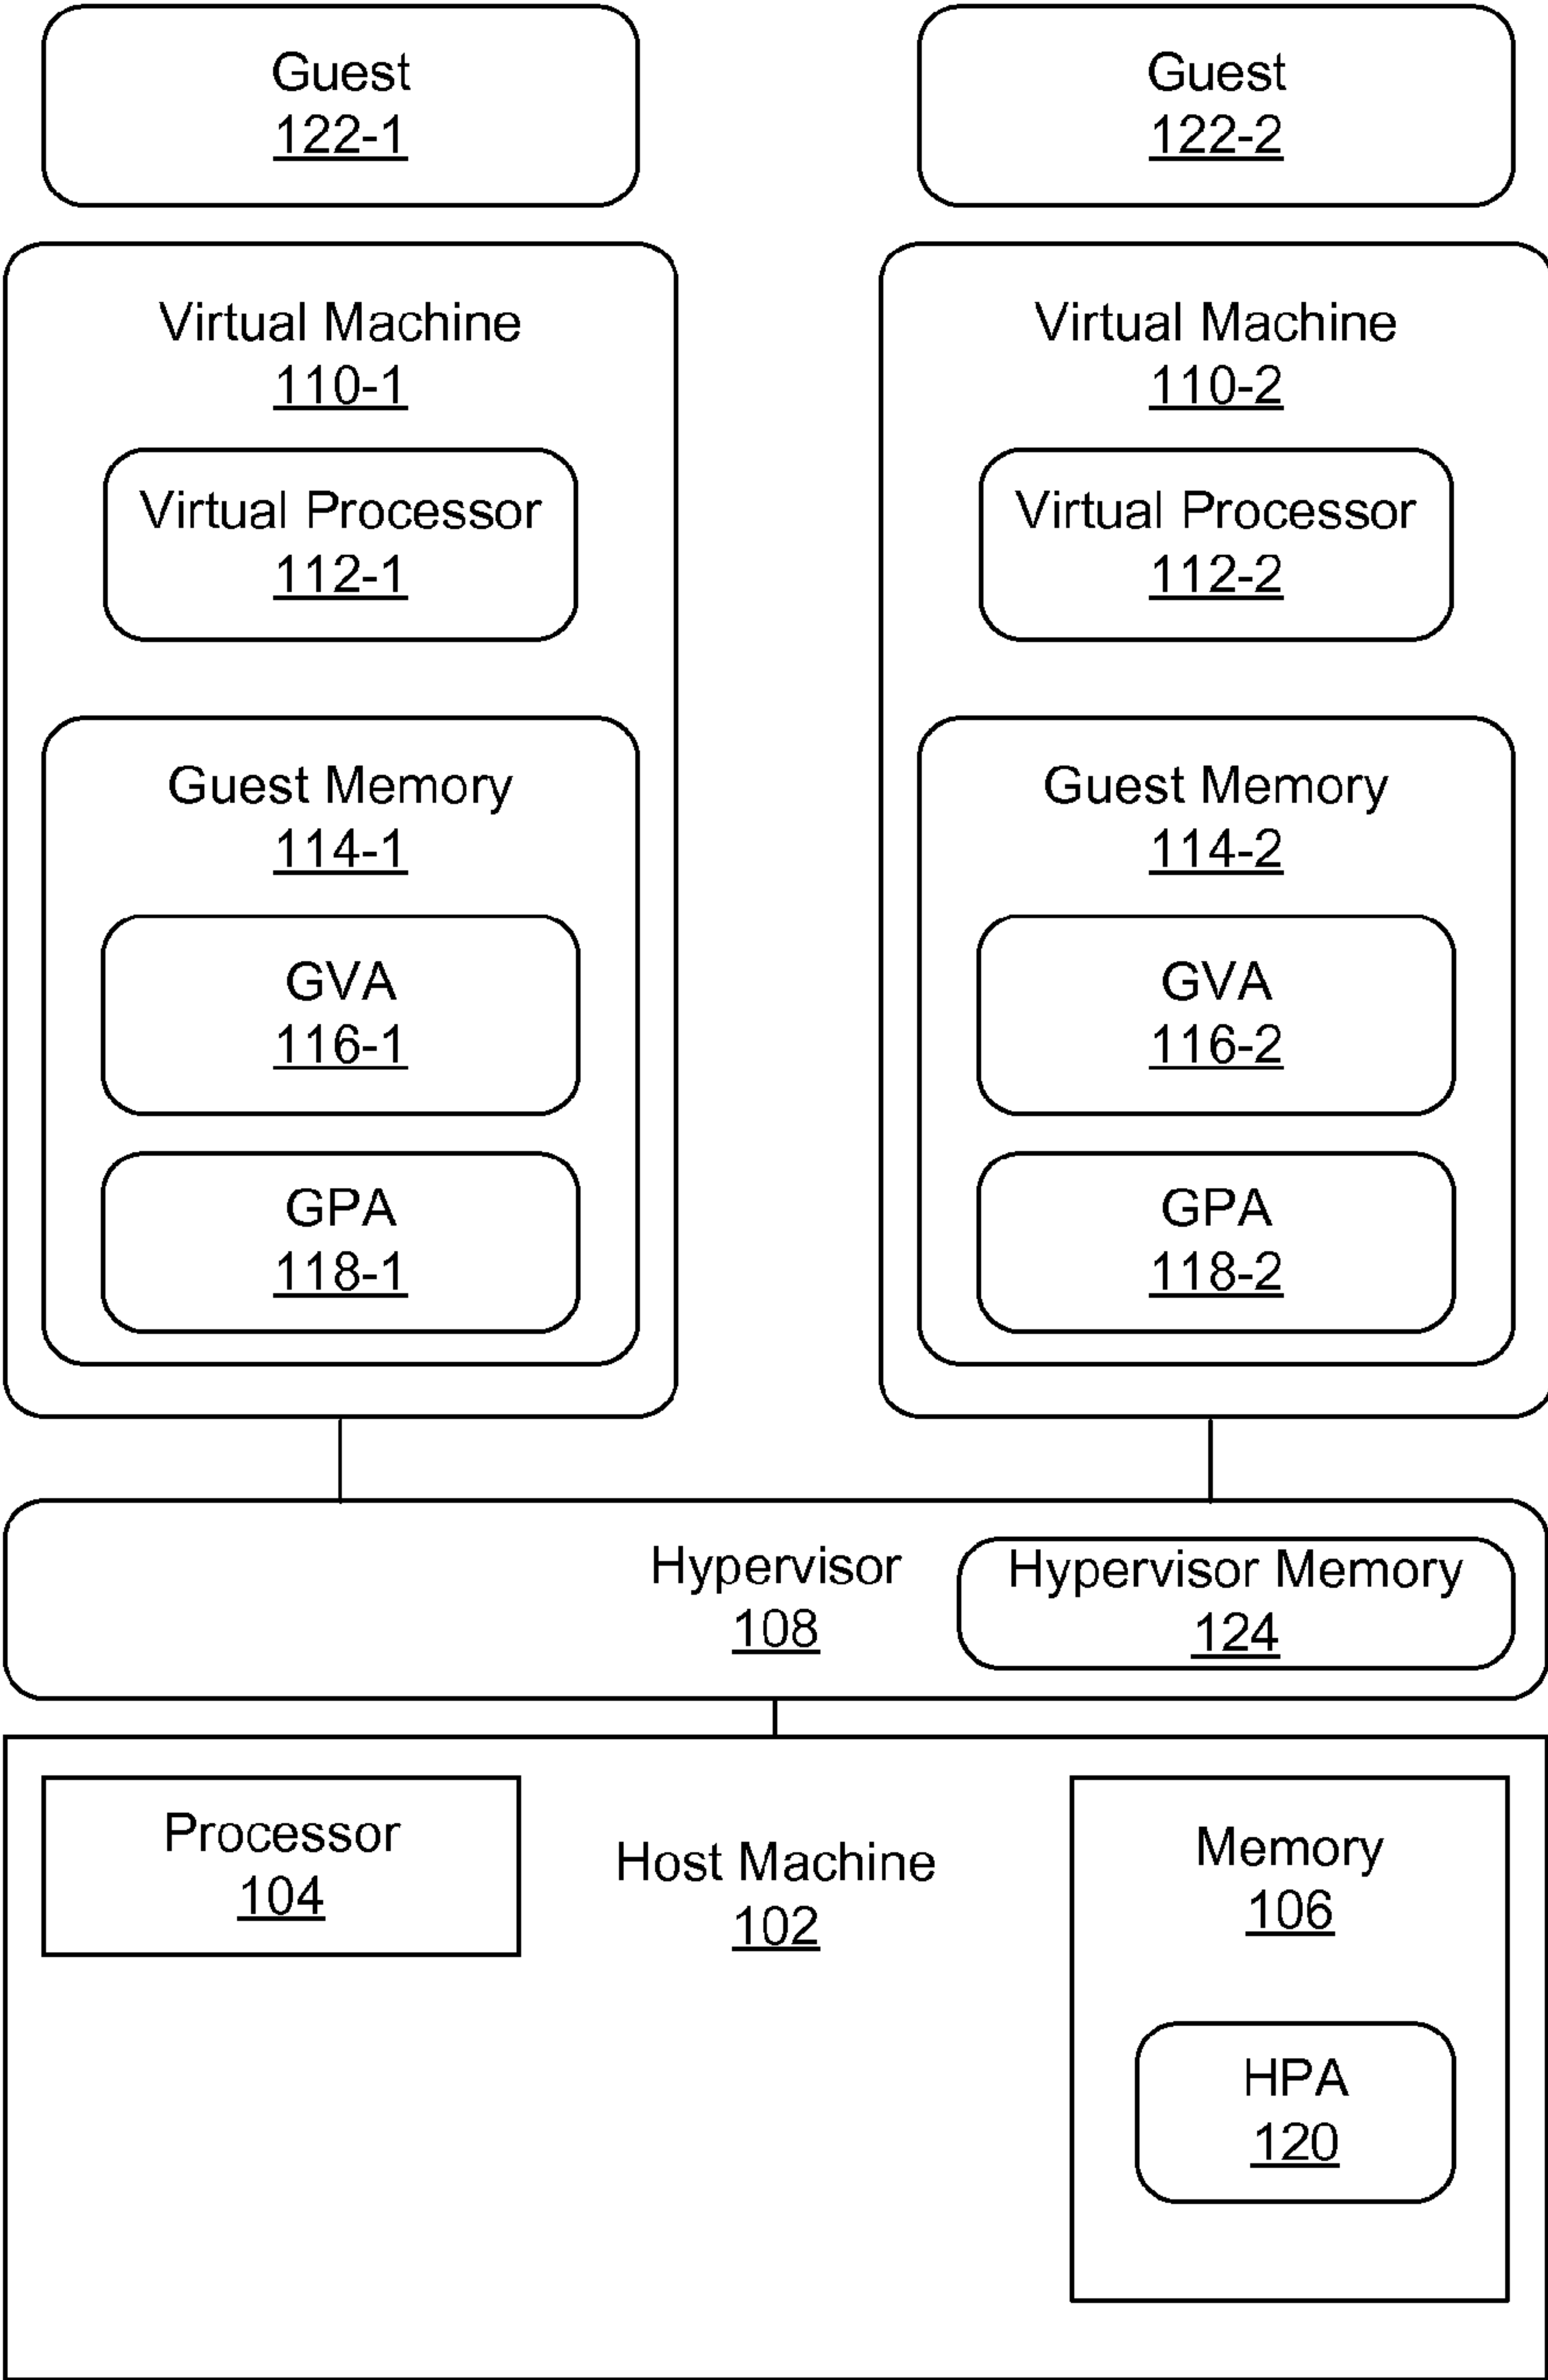 Guest
122-1
Guest
122-2
Virtual Machine
110-1
Virtual Processor
112-1
Guest Memory
114-1
GVA
116-1
GPA
118-1
Virtual Machine
110-2
Virtual Processor
112-2
Guest Memory
114-2
GVA
116-2
GPA
118-2
Hypervisor
108
Hypervisor Memory
124
Processor
104
Host Machine
102
Memory
106
HPA
120